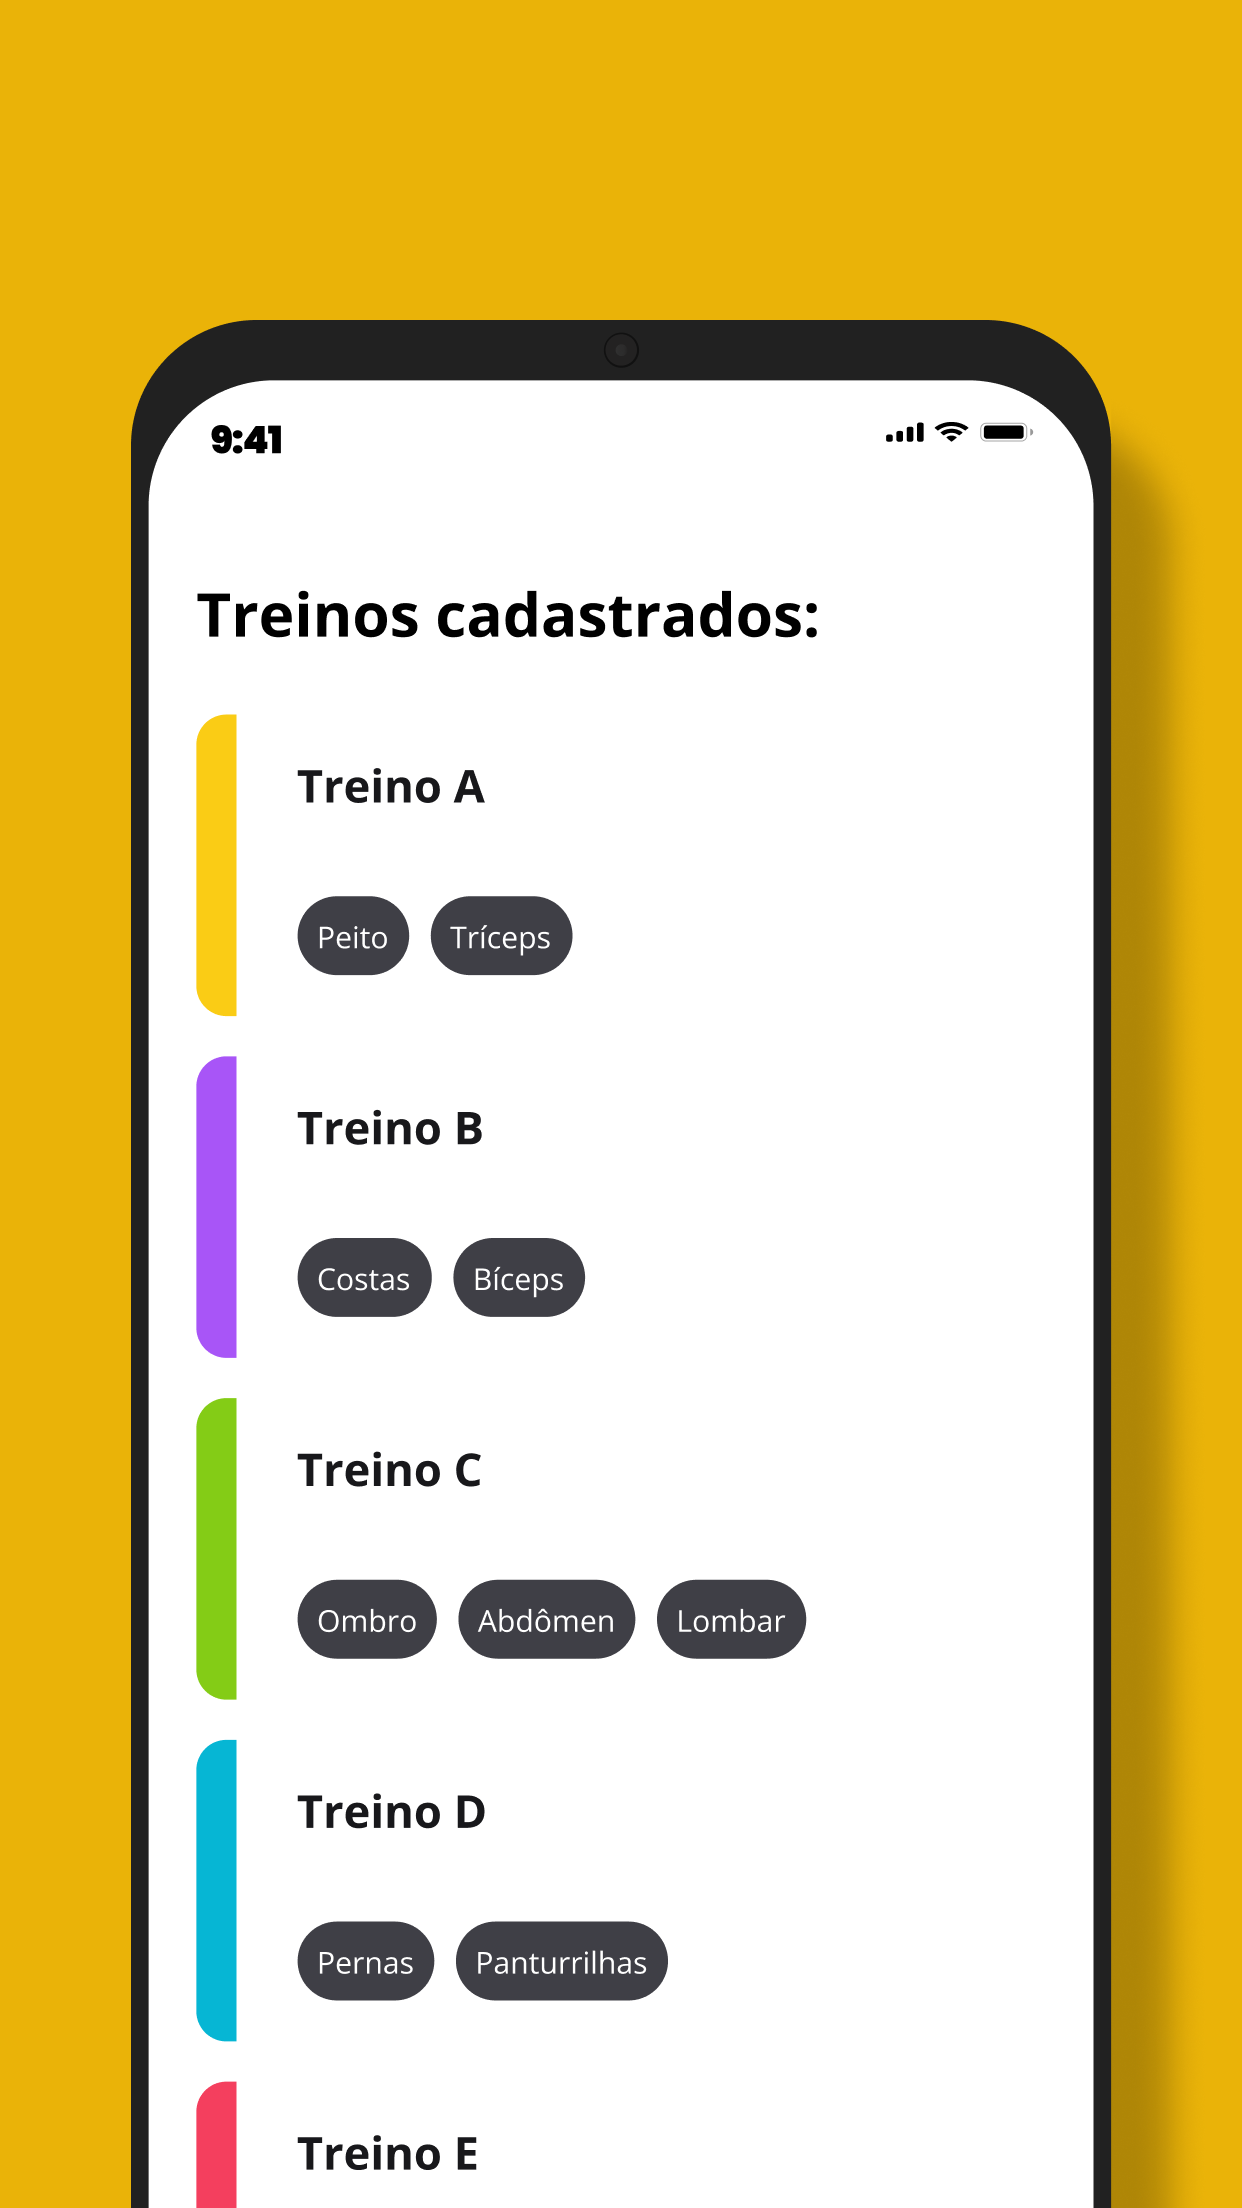 9:41
Treinos cadastrados:
Treino A
Peito Tríceps
Treino B
Costas Bíceps
Treino C
Ombro Abdômen Lombar
Treino D
Pernas Panturrilhas
Treino E